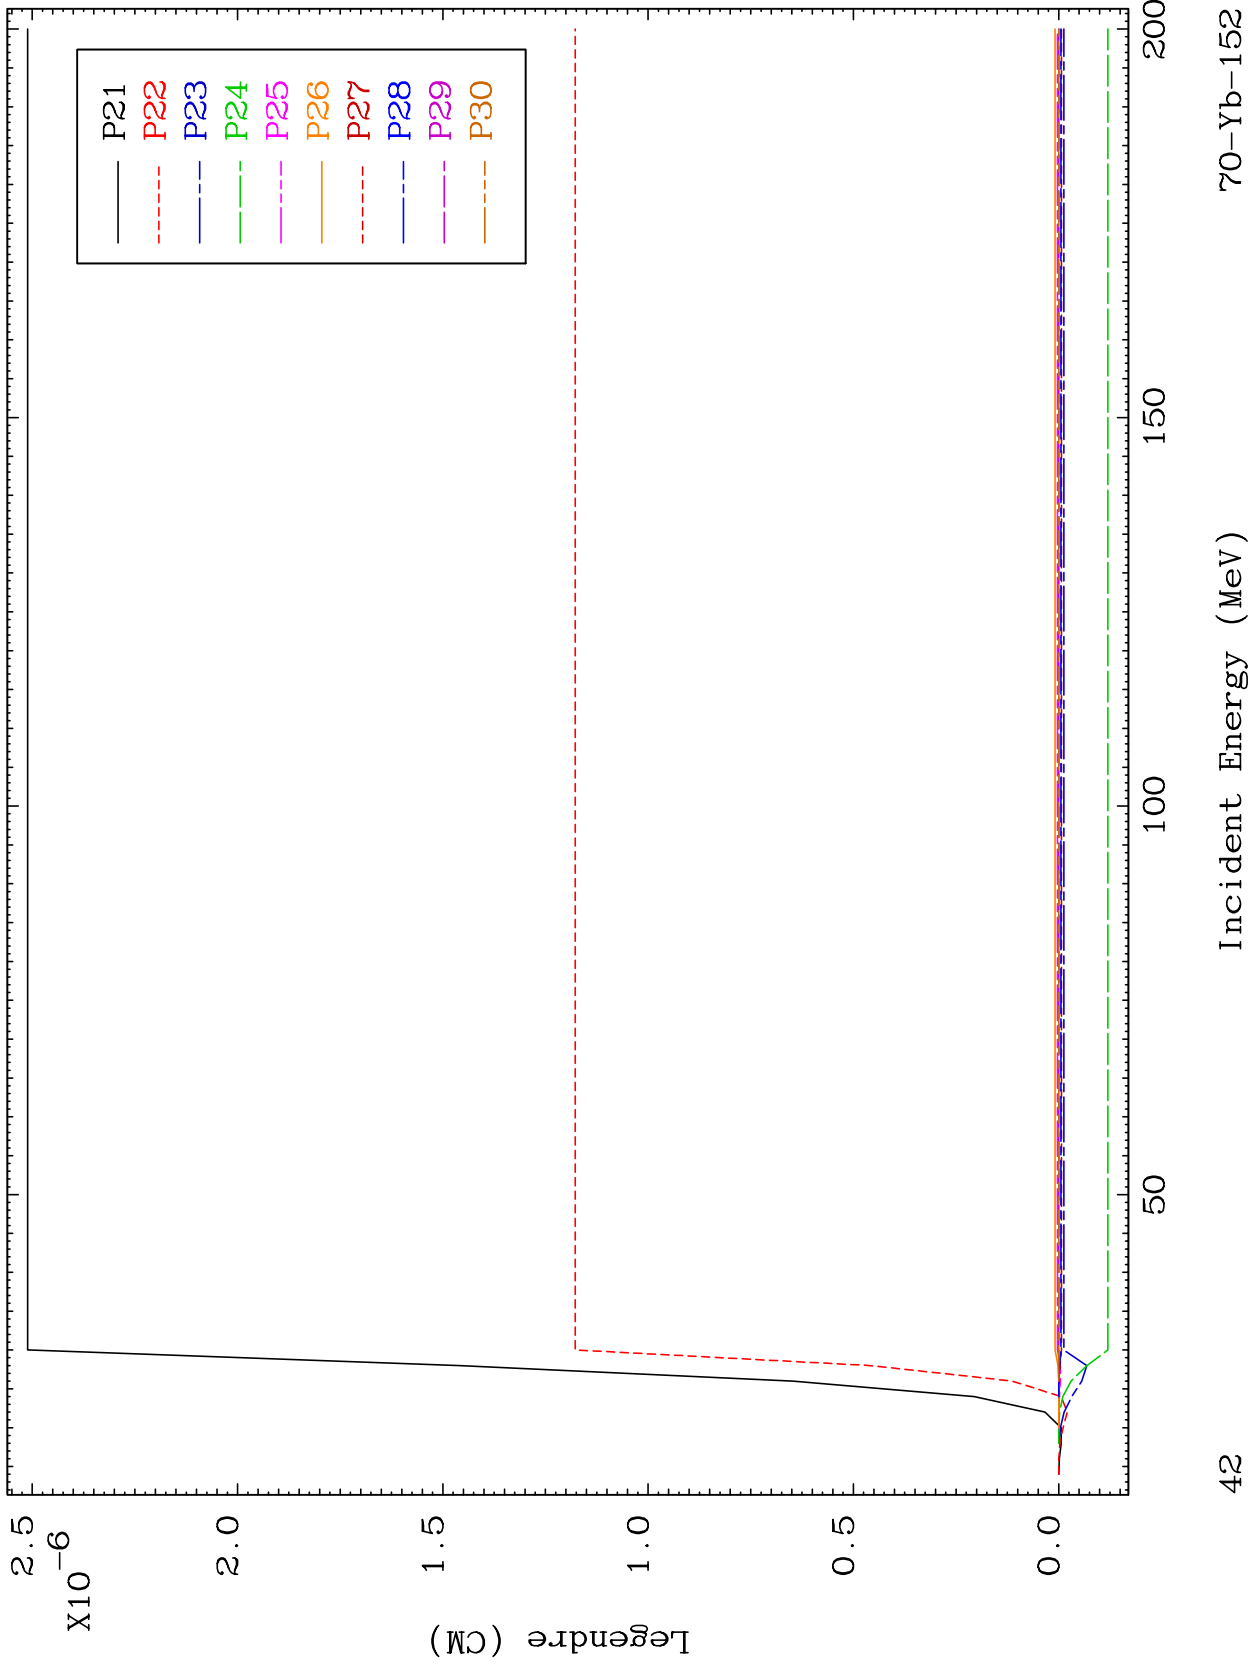 2.5
X10-6
2.0
1.5
1.0
0.5
0.0
Legendre (CM)
P21
P22
P23
P24
P25
P26
P27
P28
P29
P30
50
100
150
200
42
Incident Energy (MeV)
70-Yb-152